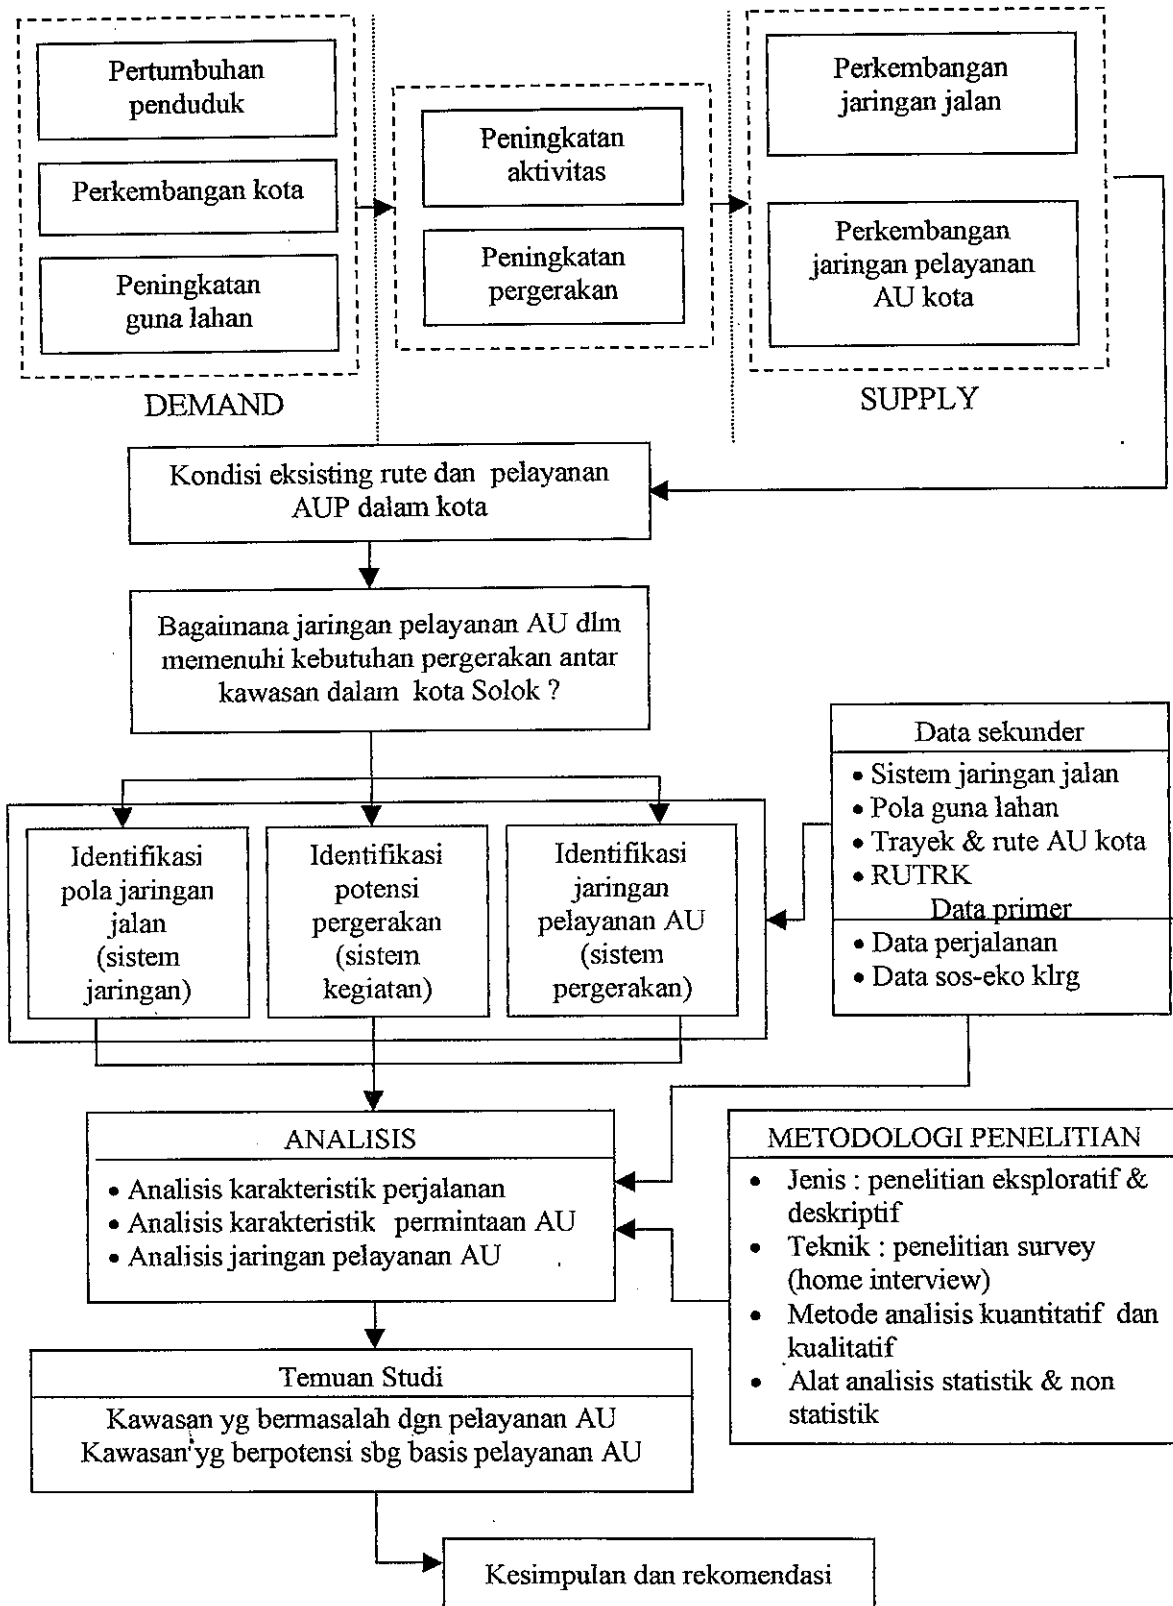 Pertumbuhan
penduduk
Perkembangan kota
Peningkatan
guna lahan
DEMAND
Peningkatan
aktivitas
Peningkatan
pergerakan
Perkembangan
jaringan jalan
Perkembangan
jaringan pelayanan
AU kota
SUPPLY
Kondisi eksisting rute dan pelayanan
AUP dalam kota
Bagaimana jaringan pelayanan AU dlm
memenuhi kebutuhan pergerakan antar
kawasan dalam kota Solok ?
Identifikasi
pola jaringan
jalan
(sistem
jaringan)
Identifikasi
potensi
pergerakan
(sistem
kegiatan)
Identifikasi
jaringan
pelayanan AU
(sistem
pergerakan)
Data sekunder
• Sistem jaringan jalan
• Pola guna lahan
• Trayek & rute AU kota
• RUTRK
Data primer
• Data perjalanan
• Data sos-eko klrg
ANALISIS
• Analisis karakteristik perjalanan
• Analisis karakteristik permintaan AU
• Analisis jaringan pelayanan AU
METODOLOGI PENELITIAN
• Jenis : penelitian eksploratif &
deskriptif
• Teknik : penelitian survey
(home interview)
• Metode analisis kuantitatif dan
kualitatif
• Alat analisis statistik & non
statistik
Temuan Studi
Kawasan yg bermasalah dgn pelayanan AU
Kawasan yg berpotensi sbg basis pelayanan AU
Kesimpulan dan rekomendasi